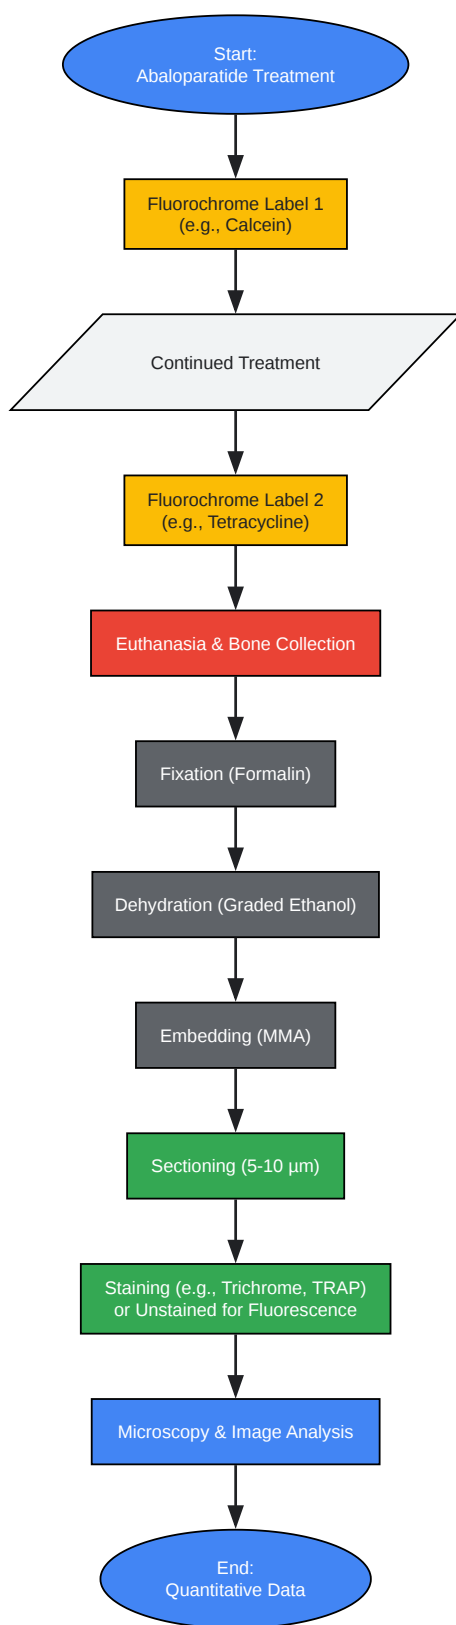 Start:
Abaloparatide Treatment
Fluorochrome Label 1
(e.g., Calcein)
Continued Treatment
Fluorochrome Label 2
(e.g., Tetracycline)
Euthanasia & Bone Collection
Fixation (Formalin)
Dehydration (Graded Ethanol)
Embedding (MMA)
Sectioning (5-10 µm)
Staining (e.g., Trichrome, TRAP)
or Unstained for Fluorescence
Microscopy & Image Analysis
End:
Quantitative Data